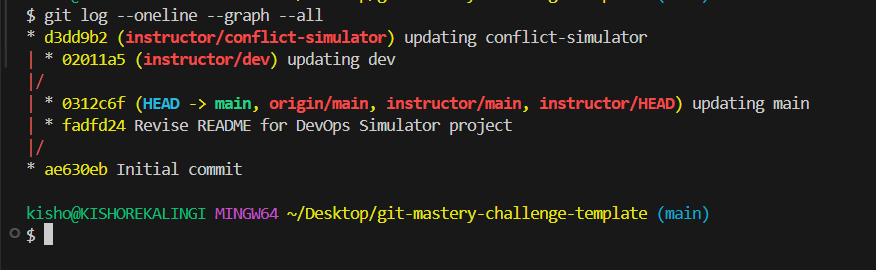 $ git log --oneline --graph --all
* d3dd9b2 (instructor/conflict-simulator) updating conflict-simulator
| * 02011a5 (instructor/dev) updating dev
|/
| * 0312c6f (HEAD -> main, origin/main, instructor/main, instructor/HEAD) updating main
| * fadfd24 Revise README for DevOps Simulator project
|/
* ae630eb Initial commit
kisho@KISHOREKALINGI MINGW64 ~/Desktop/git-mastery-challenge-template (main)
$